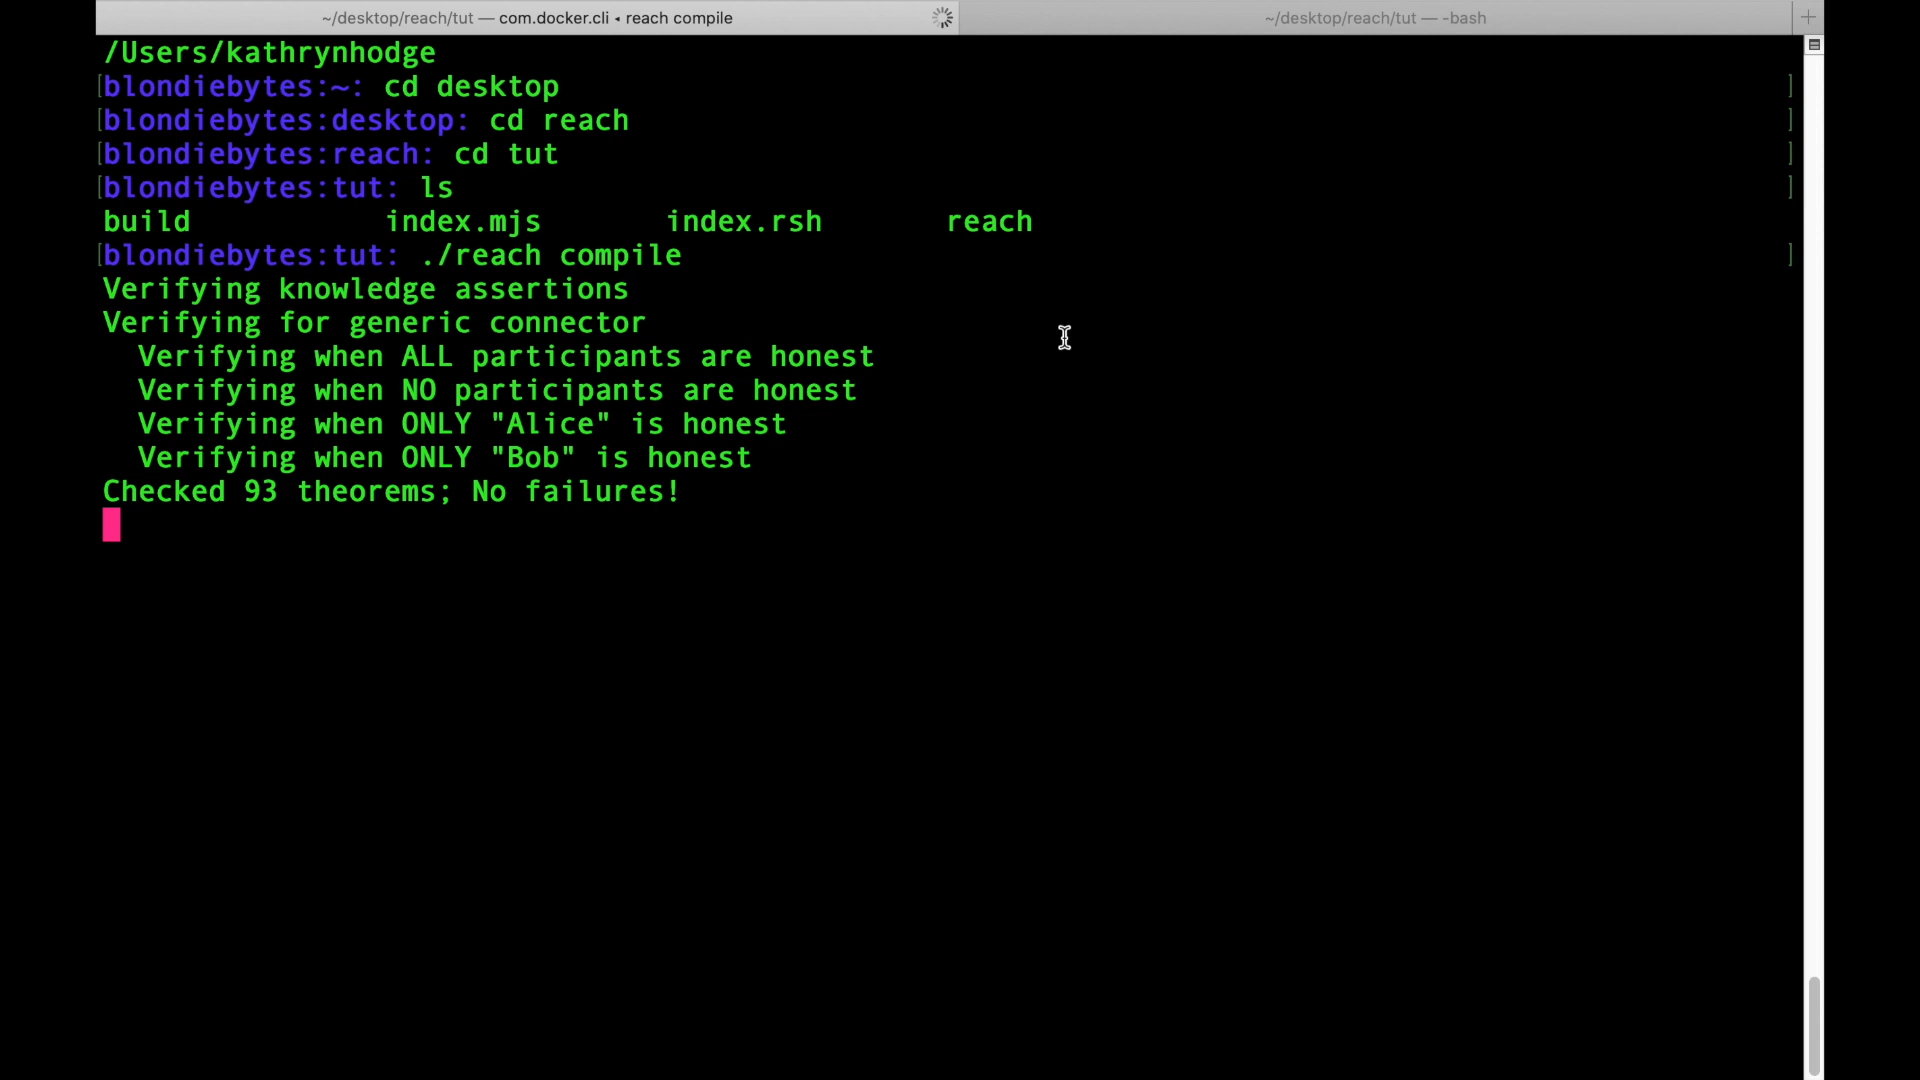 ~/desktop/reach/tut — com.docker.cli ◂ reach compile
~/desktop/reach/tut — -bash
/Users/kathrynhodge
[blondiebytes:~: cd desktop ]
[blondiebytes:desktop: cd reach ]
[blondiebytes:reach: cd tut ]
[blondiebytes:tut: ls ]
build index.mjs index.rsh reach
[blondiebytes:tut: ./reach compile ]
Verifying knowledge assertions
Verifying for generic connector
Verifying when ALL participants are honest
Verifying when NO participants are honest
Verifying when ONLY "Alice" is honest
Verifying when ONLY "Bob" is honest
Checked 93 theorems; No failures!